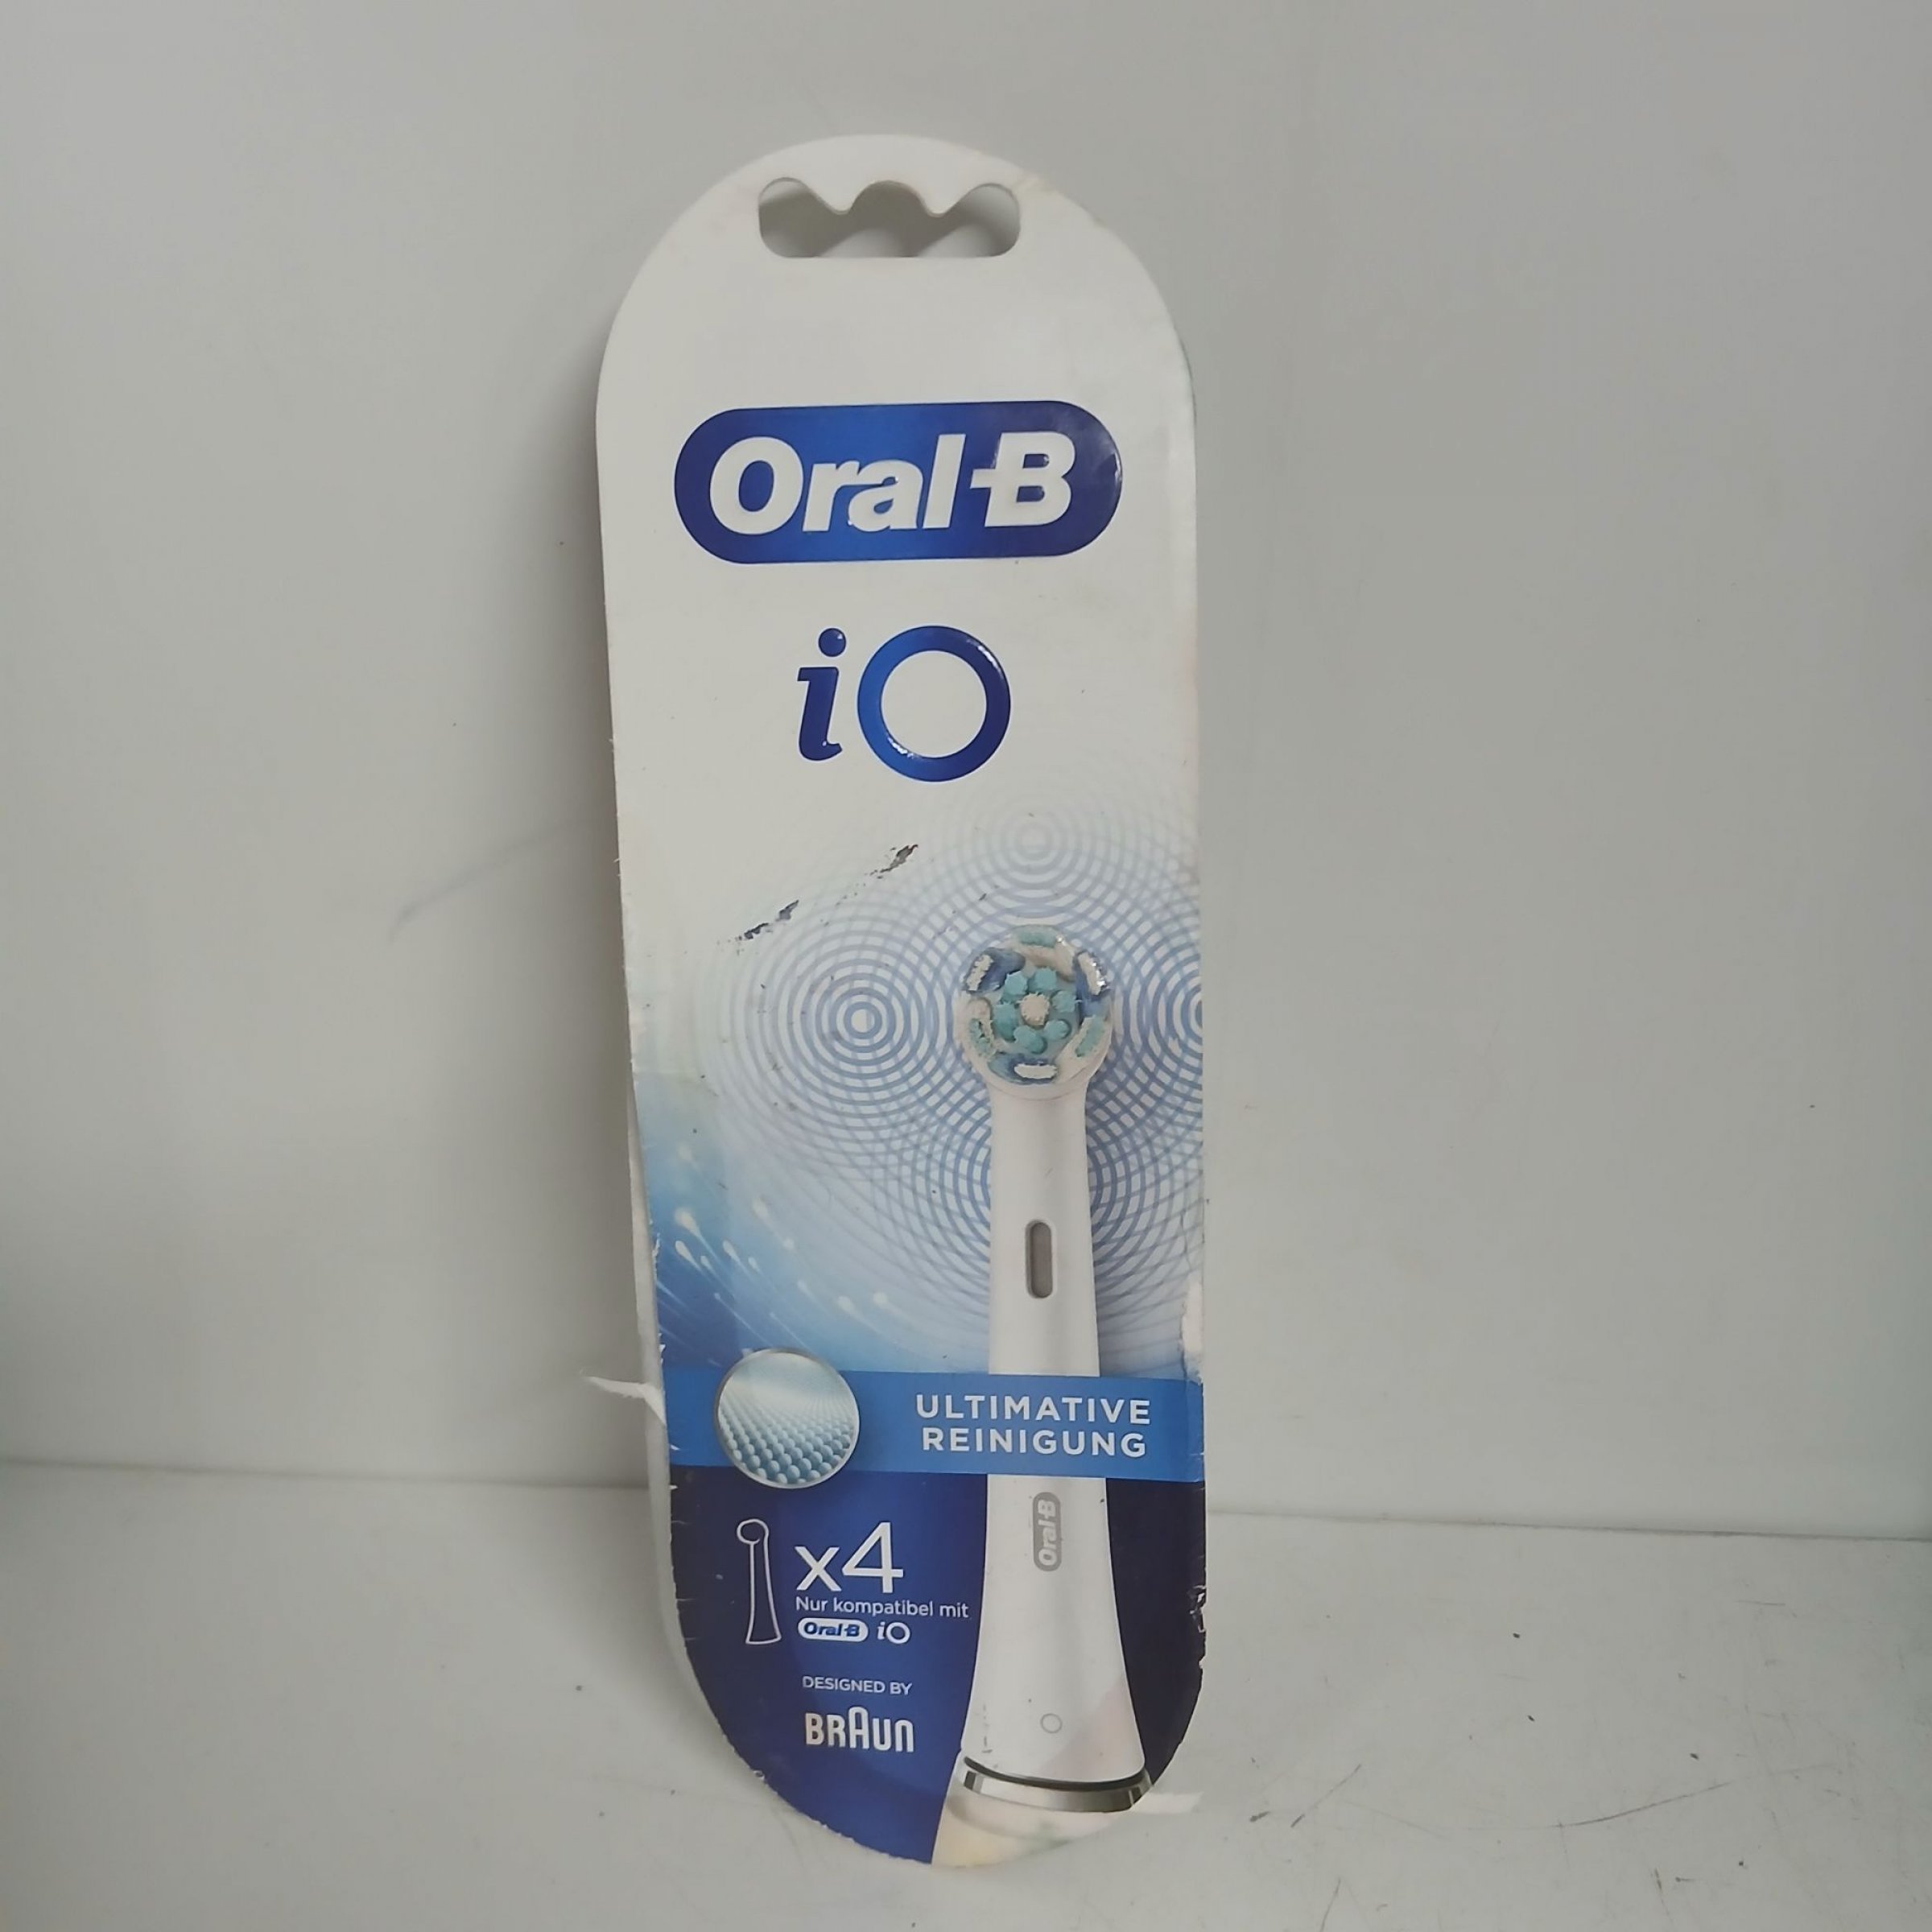 Oral-B
iO
ULTIMATIVE
REINIGUNG
Oral-B
x4
Nur kompatibel mit
Oral-B iO
DESIGNED BY
BRAUN